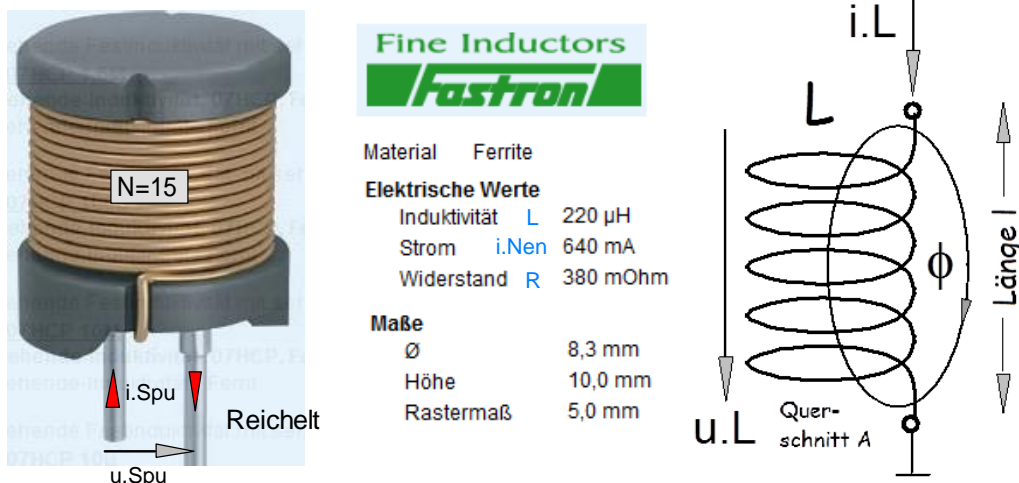 N=15
i.Spu
Reichelt
u.Spu
Fine Inductors
Fastron
Material Ferrite
Elektrische Werte
Induktivität L 220 µH
Strom i.Nen 640 mA
Widerstand R 380 mOhm
Maße
Ø 8,3 mm
Höhe 10,0 mm
Rastermaß 5,0 mm
i.L
L
ϕ
Länge l
u.L
Quer-
schnitt A